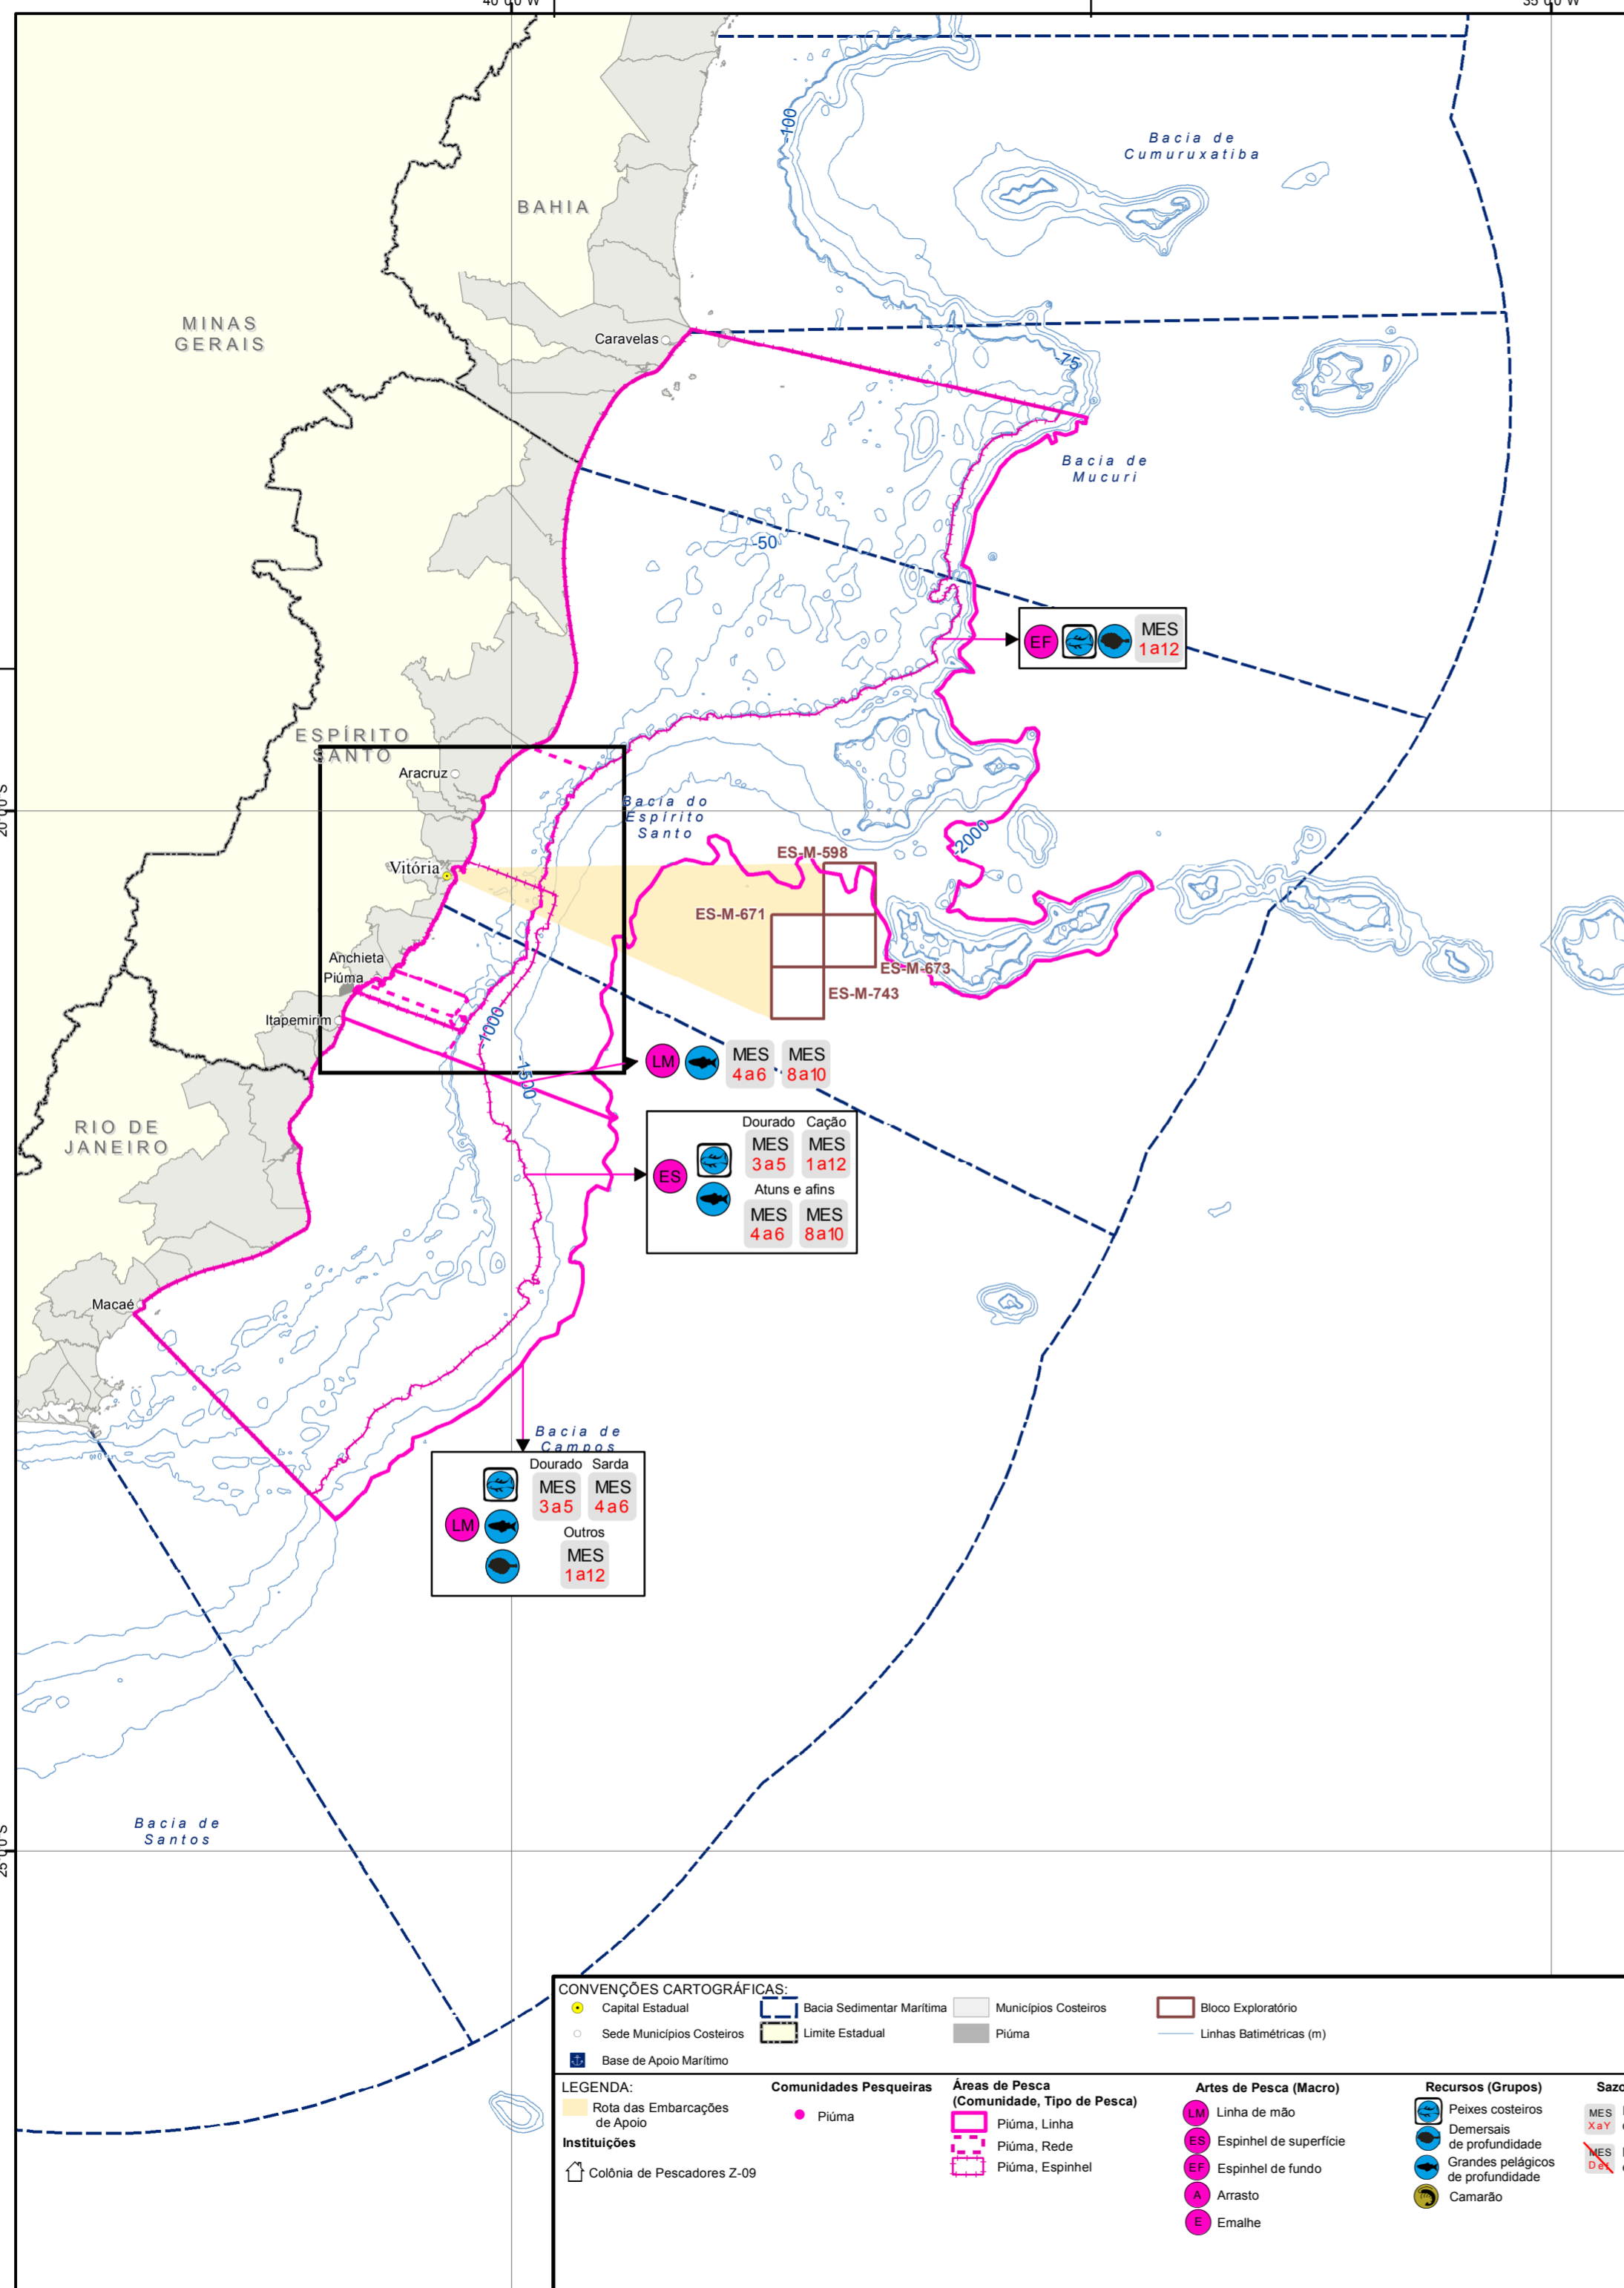 40°0'0"W
35°0'0"W
-100
Bacia de
Cumuruxatiba
BAHIA
MINAS
GERAIS
Caravelas
-75
Bacia de
Mucuri
-50
EF
MES
1a12
ESPÍRITO
SANTO
Aracruz
Bacia do
Espírito
Santo
-2000
ES-M-598
Vitória
ES-M-671
Anchieta
ES-M-673
Piúma
ES-M-743
Itapemirim
-1000
-1500
LM
MES
4a6
MES
8a10
RIO DE
JANEIRO
Dourado Cação
MES
3a5
MES
1a12
ES
Atuns e afins
MES
4a6
MES
8a10
Macaé
Bacia de
Campos
Dourado Sarda
MES
3a5
MES
4a6
LM
Outros
MES
1a12
Bacia de
Santos
CONVENÇÕES CARTOGRÁFICAS:
Capital Estadual
Bacia Sedimentar Marítima
Municípios Costeiros
Bloco Exploratório
Sede Municípios Costeiros
Limite Estadual
Piúma
Linhas Batimétricas (m)
Base de Apoio Marítimo
LEGENDA:
Rota das Embarcações
de Apoio
Instituições
Colônia de Pescadores Z-09
Comunidades Pesqueiras
Piúma
Áreas de Pesca
(Comunidade, Tipo de Pesca)
Piúma, Linha
Piúma, Rede
Piúma, Espinhel
Artes de Pesca (Macro)
LM Linha de mão
ES Espinhel de superfície
EF Espinhel de fundo
A Arrasto
E Emalhe
Recursos (Grupos)
Peixes costeiros
Demersais
de profundidade
Grandes pelágicos
de profundidade
Camarão
MES
XaY
MES